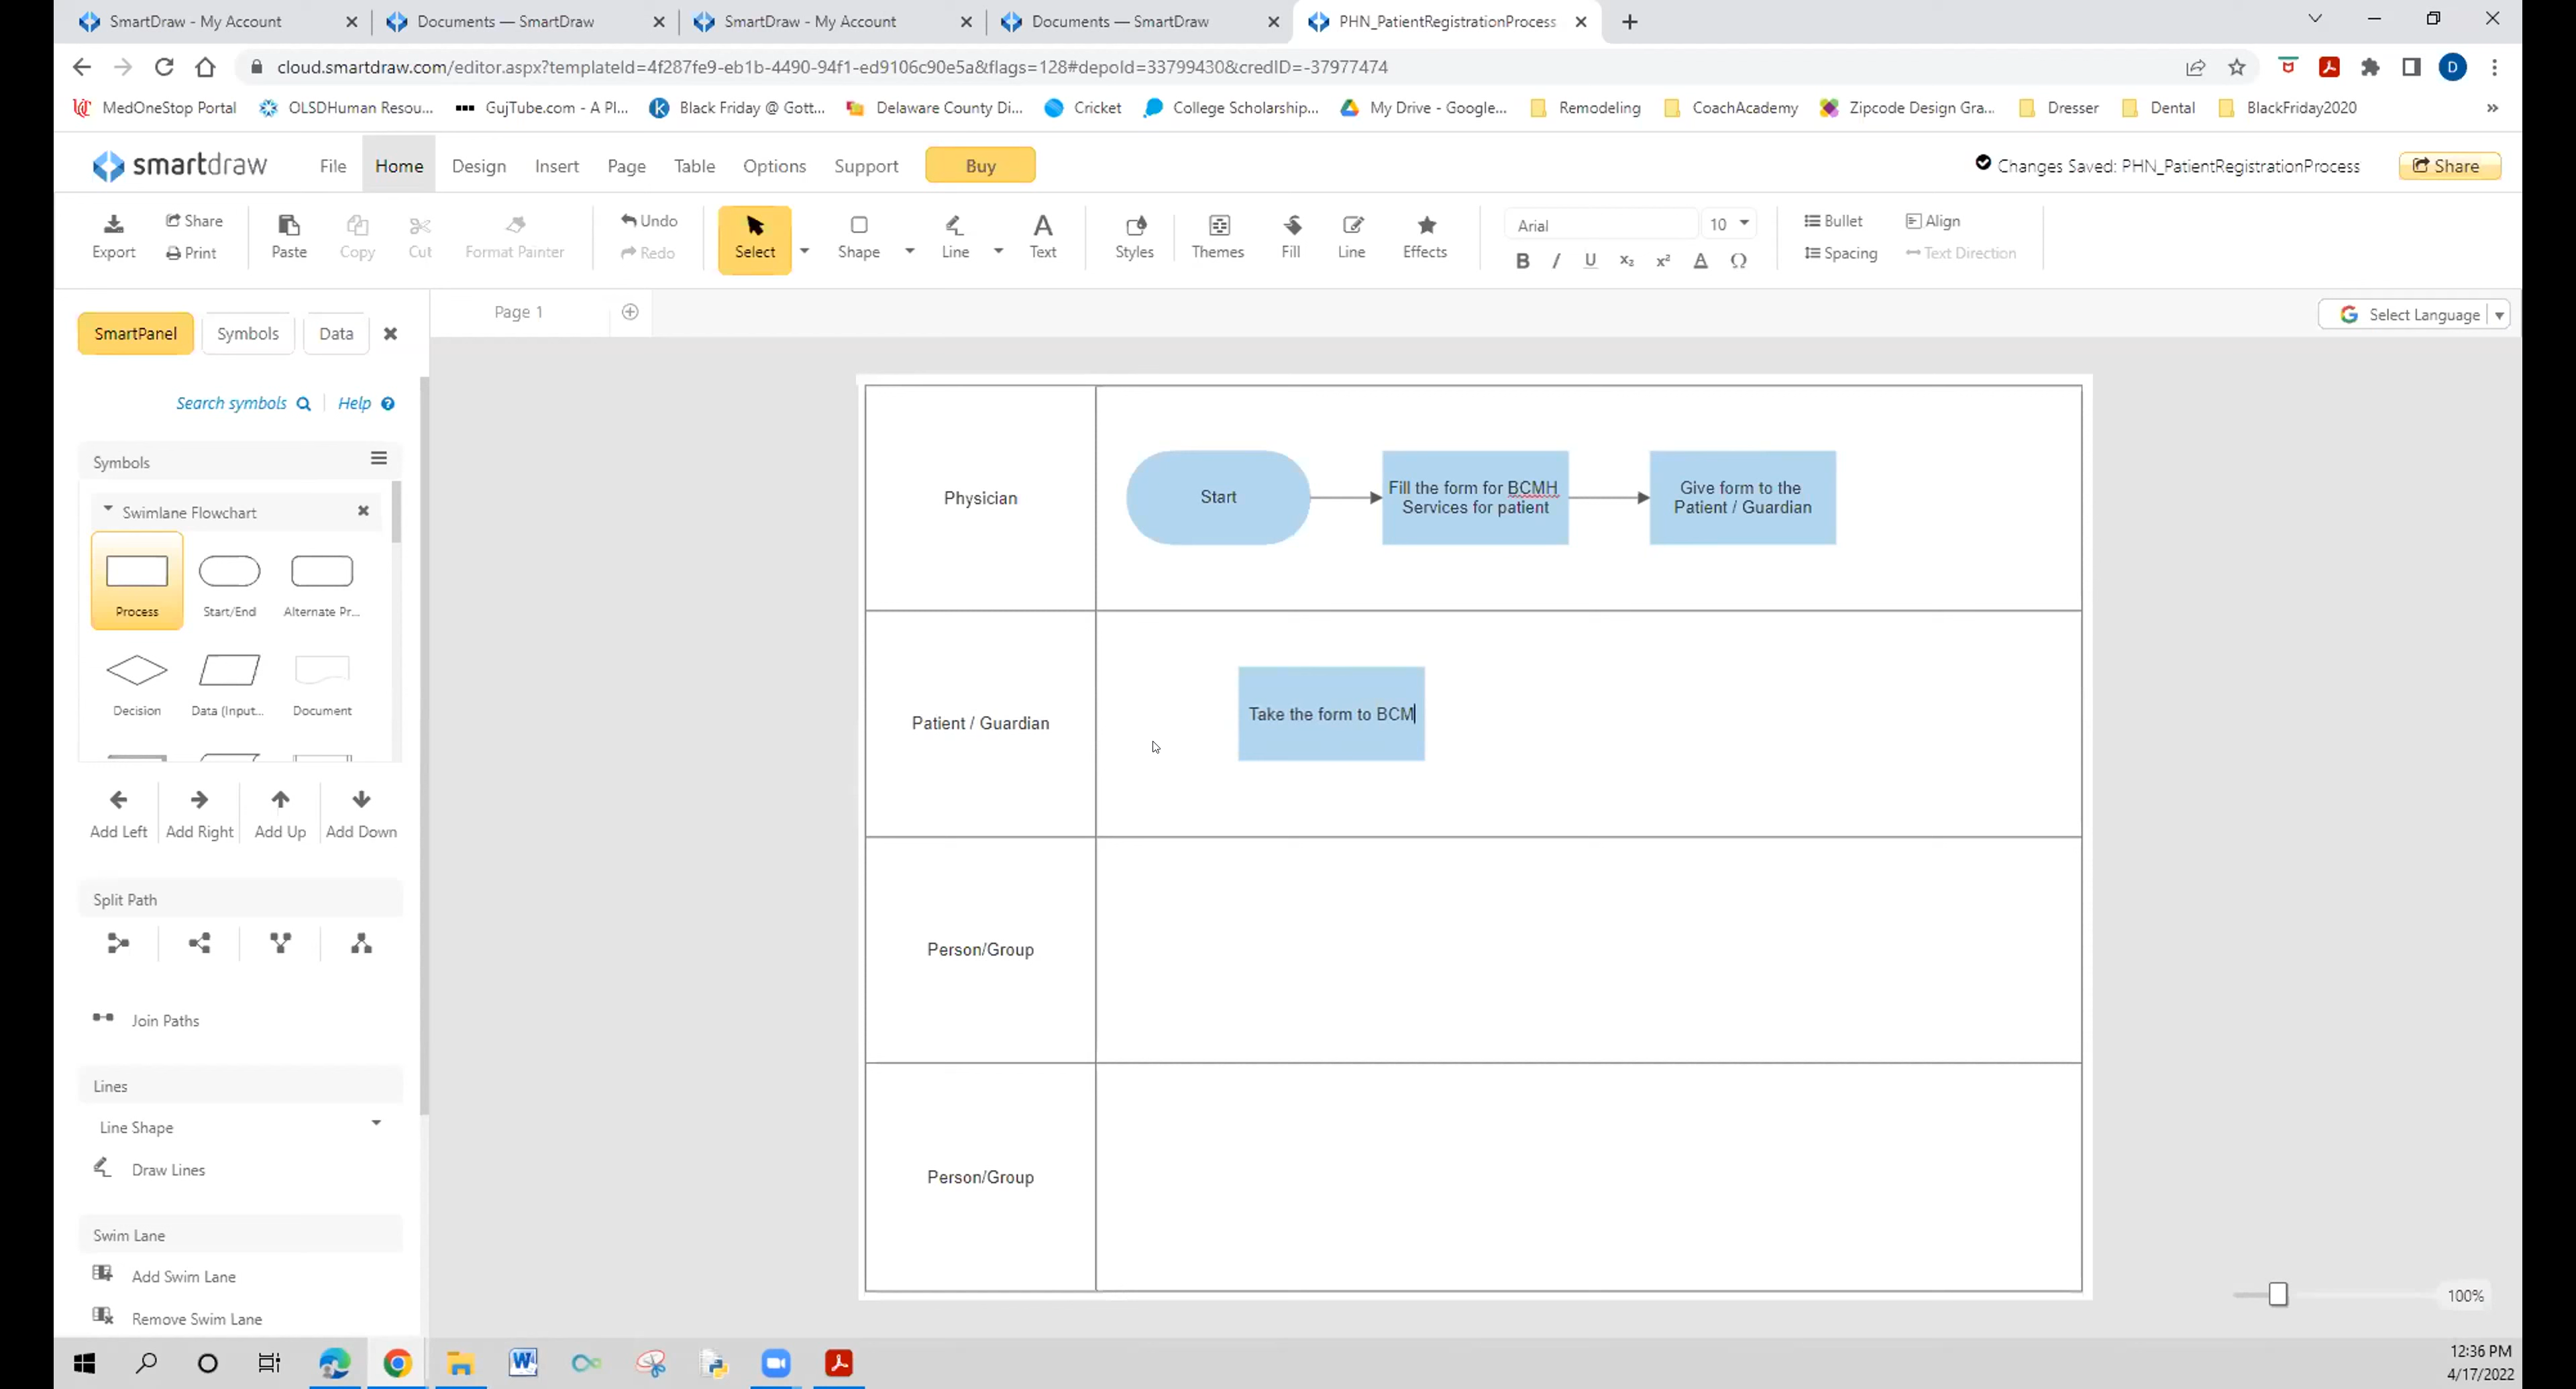 SmartDraw - My Account
Documents — SmartDraw
SmartDraw - My Account
Documents — SmartDraw
PHN_PatientRegistrationProcess
cloud.smartdraw.com/editor.aspx?templateId=4f287fe9-eb1b-4490-94f1-ed9106c90e5a&flags=128#depoId=33799430&credID=-37977474
D
MedOneStop Portal
OLSDHuman Resou...
GujTube.com - A Pl...
Black Friday @ Gott...
Delaware County Di...
Cricket
College Scholarship...
My Drive - Google...
Remodeling
CoachAcademy
Zipcode Design Gra...
Dresser
Dental
BlackFriday2020
»
smartdraw
File
Home
Design
Insert
Page
Table
Options
Support
Buy
Changes Saved: PHN_PatientRegistrationProcess
Share
Export
Share
Print
Paste
Copy
Cut
Format Painter
Undo
Redo
Select
Shape
Line
Text
Styles
Themes
Fill
Line
Effects
Arial
10
B I U x₂ x² A Ω
Bullet
Spacing
Align
Text Direction
SmartPanel
Symbols
Data
Page 1
Select Language
Search symbols
Help
Symbols
Swimlane Flowchart
Process
Start/End
Alternate Pr...
Decision
Data (Input...
Document
Add Left
Add Right
Add Up
Add Down
Split Path
Join Paths
Lines
Line Shape
Draw Lines
Swim Lane
Add Swim Lane
Remove Swim Lane
Physician
Start
Fill the form for BCMH
Services for patient
Give form to the
Patient / Guardian
Patient / Guardian
Take the form to BCM
Person/Group
Person/Group
100%
12:36 PM
4/17/2022